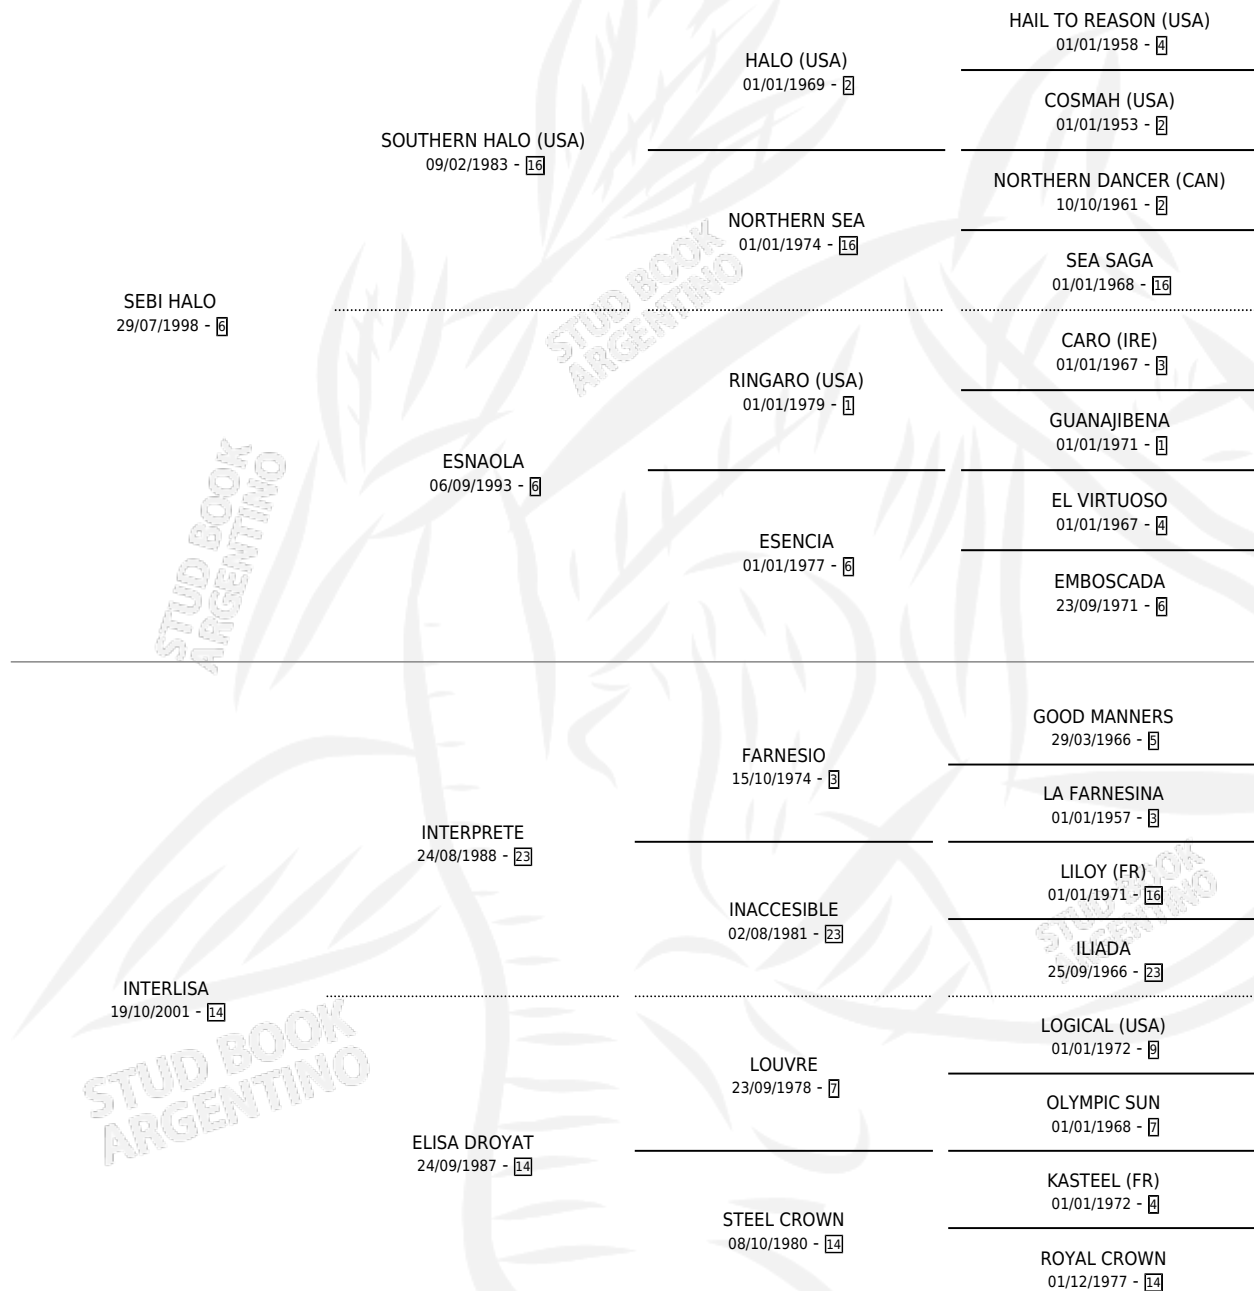 HAIL TO REASON (USA)
01/01/1958 - 4
HALO (USA)
01/01/1969 - 2
COSMAH (USA)
01/01/1953 - 2
SOUTHERN HALO (USA)
09/02/1983 - 16
NORTHERN DANCER (CAN)
10/10/1961 - 2
NORTHERN SEA
01/01/1974 - 16
SEA SAGA
01/01/1968 - 16
SEBI HALO
29/07/1998 - 6
STUD BOOK
ARGENTINO
CARO (IRE)
01/01/1967 - 3
RINGARO (USA)
01/01/1979 - 1
GUANAJIBENA
01/01/1971 - 1
ESNAOLA
06/09/1993 - 6
EL VIRTUOSO
01/01/1967 - 4
ESENCIA
01/01/1977 - 6
EMBOSCADA
23/09/1971 - 6
STUD BOOK
ARGENTINO
GOOD MANNERS
29/03/1966 - 5
FARNESIO
15/10/1974 - 3
LA FARNESINA
01/01/1957 - 3
INTERPRETE
24/08/1988 - 23
LILOY (FR)
01/01/1971 - 16
INACCESIBLE
02/08/1981 - 23
STUD BOOK
ARGENTINO
ILIADA
25/09/1966 - 23
INTERLISA
19/10/2001 - 14
LOGICAL (USA)
01/01/1972 - 9
LOUVRE
23/09/1978 - 7
OLYMPIC SUN
01/01/1968 - 7
STUD BOOK
ARGENTINO
ELISA DROYAT
24/09/1987 - 14
KASTEEL (FR)
01/01/1972 - 4
STEEL CROWN
08/10/1980 - 14
ROYAL CROWN
01/12/1977 - 14